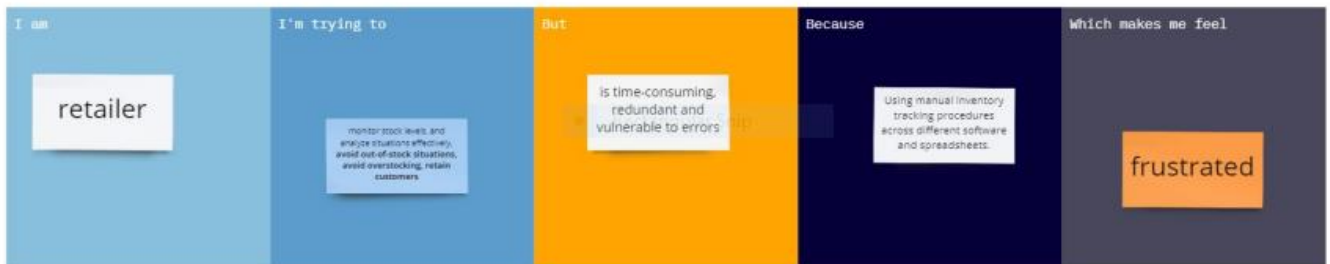 I am
retailer
I'm trying to
monitor stock levels, and
analyze situations effectively,
avoid out-of-stock situations,
avoid overstocking, retain
customers
But
is time-consuming,
redundant and
vulnerable to errors
Because
Using manual inventory
tracking procedures
across different software
and spreadsheets.
Which makes me feel
frustrated